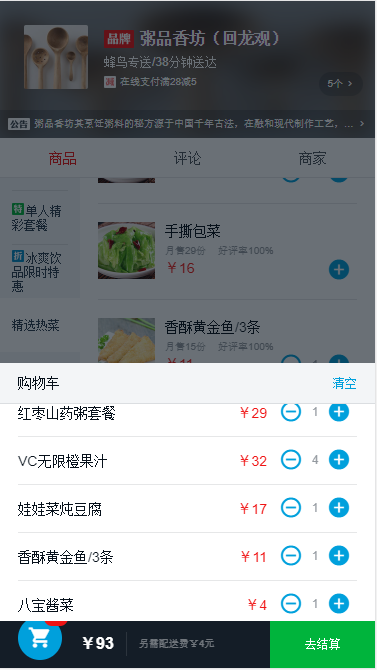 品牌 粥品香坊（回龙观）
蜂鸟专送/38分钟送达
减 在线支付满28减5
5个 >
公告 粥品香坊其烹饪粥料的秘方源于中国千年古法，在融和现代制作工艺，... >
商品 评论 商家
特 单人精
彩套餐
折 冰爽饮
品限时特
惠
精选热菜
手撕包菜
月售29份 好评率100%
￥16
香酥黄金鱼/3条
月售15份 好评率100%
￥11 1
购物车 清空
红枣山药粥套餐 ￥29 1
VC无限橙果汁 ￥32 4
娃娃菜炖豆腐 ￥17 1
香酥黄金鱼/3条 ￥11 1
八宝酱菜 ￥4 1
￥93 另需配送费￥4元 去结算